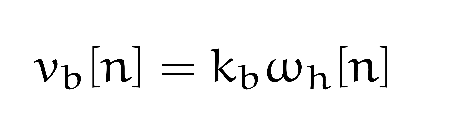 v_b[n] = k_b ω_h[n]